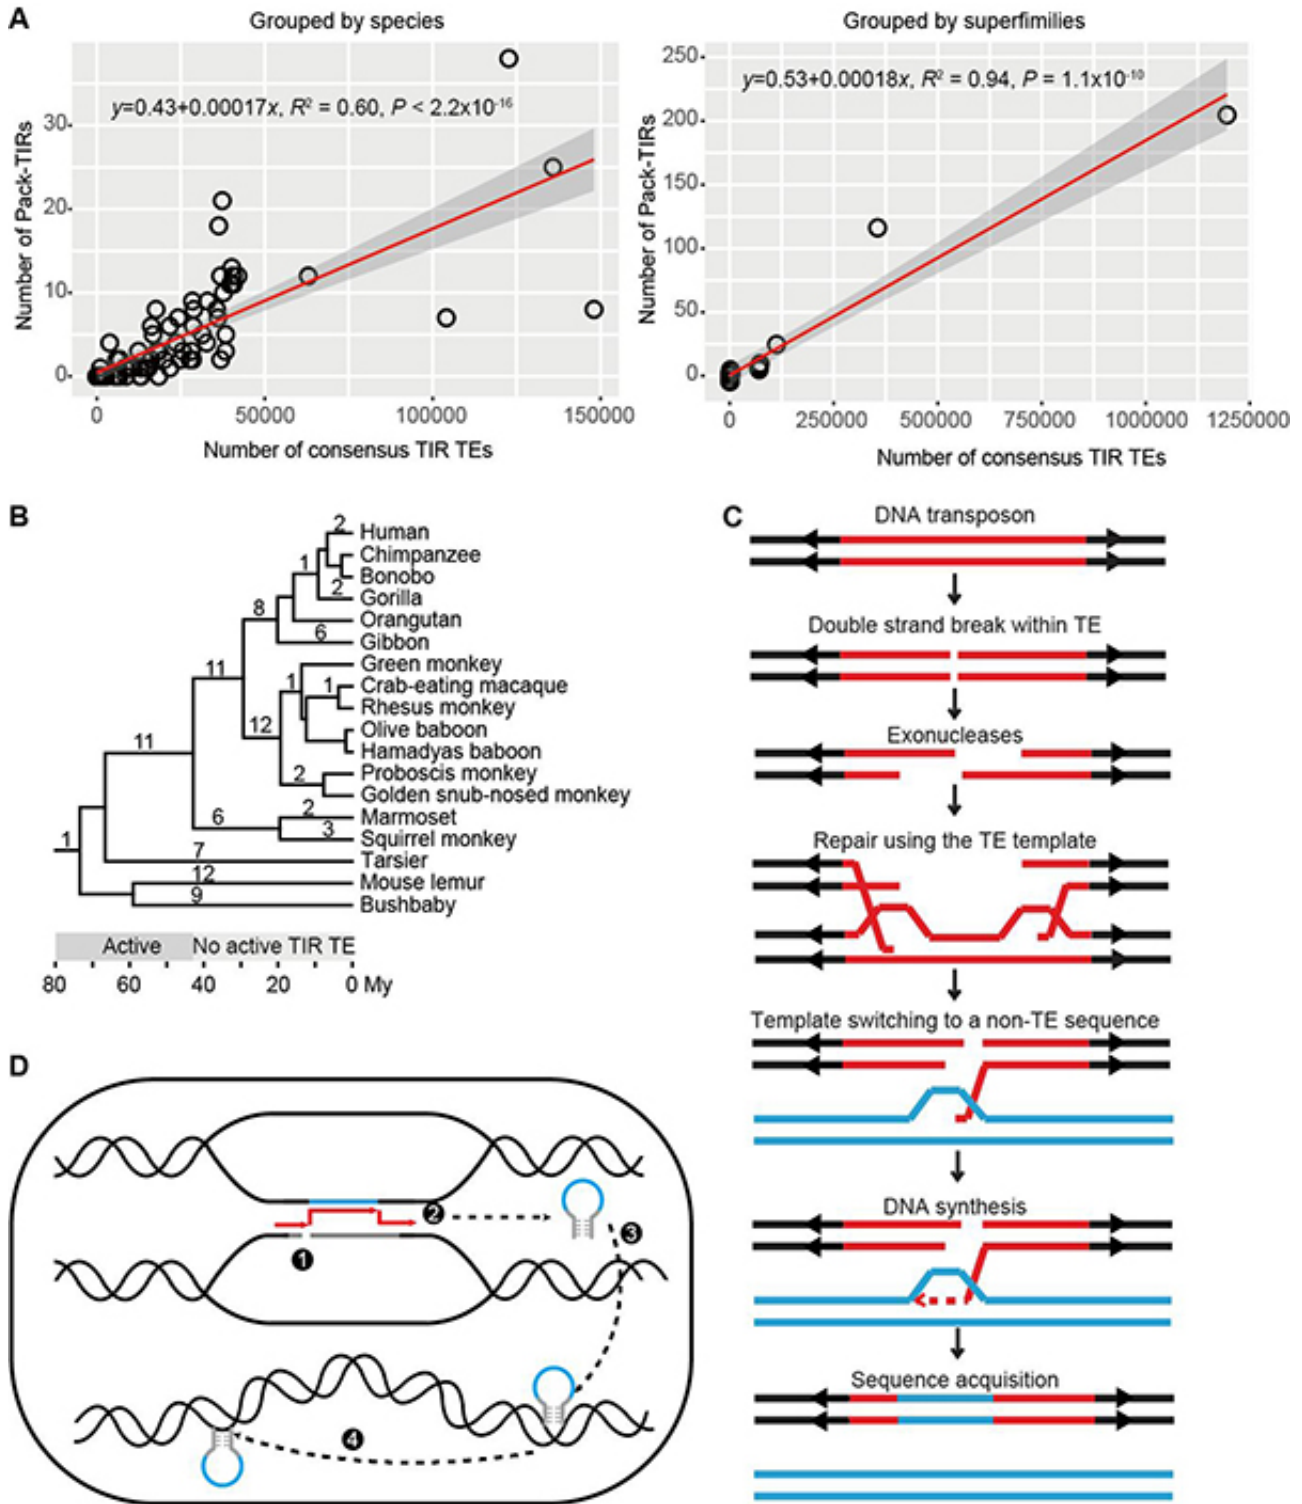 A
Grouped by species
y=0.43+0.00017x, R² = 0.60, P < 2.2x10⁻¹⁶
Number of Pack-TIRs
30
20
10
0
0
50000
100000
150000
Number of consensus TIR TEs
Grouped by superfimilies
y=0.53+0.00018x, R² = 0.94, P = 1.1x10⁻¹⁰
Number of Pack-TIRs
250
200
150
100
50
0
0
250000
500000
750000
1000000
1250000
Number of consensus TIR TEs
B
2
Human
Chimpanzee
1
Bonobo
2
Gorilla
8
Orangutan
6
Gibbon
11
Green monkey
1
1
Crab-eating macaque
Rhesus monkey
12
Olive baboon
11
Hamadyas baboon
2
Proboscis monkey
Golden snub-nosed monkey
2
Marmoset
6
3
Squirrel monkey
1
7
Tarsier
12
Mouse lemur
9
Bushbaby
Active
No active TIR TE
80
60
40
20
0 My
C
DNA transposon
Double strand break within TE
Exonucleases
Repair using the TE template
Template switching to a non-TE sequence
DNA synthesis
Sequence acquisition
D
2
3
1
4